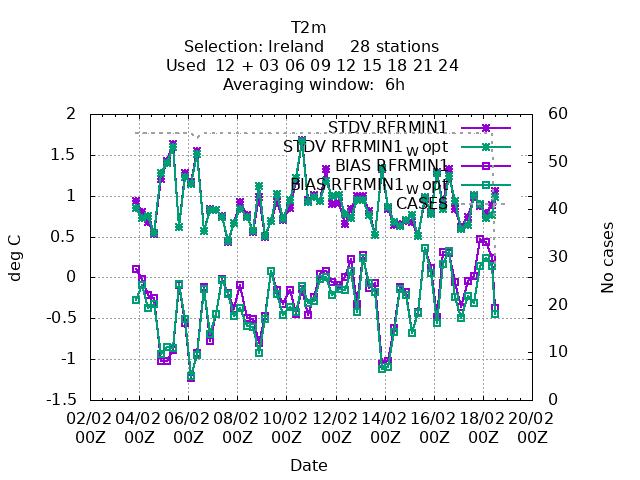 T2m
Selection: Ireland     28 stations
Used  12 + 03 06 09 12 15 18 21 24
Averaging window:  6h
2 60
STDV RFRMIN1
STDV RFRMIN1w opt
1.5 50
BIAS RFRMIN1
BIAS RFRMIN1w opt
1 40
CASES
0.5
deg C
No cases
0 30
-0.5 20
-1 10
-1.5 0
02/02 04/02 06/02 08/02 10/02 12/02 14/02 16/02 18/02 20/02
00Z 00Z 00Z 00Z 00Z 00Z 00Z 00Z 00Z 00Z
Date